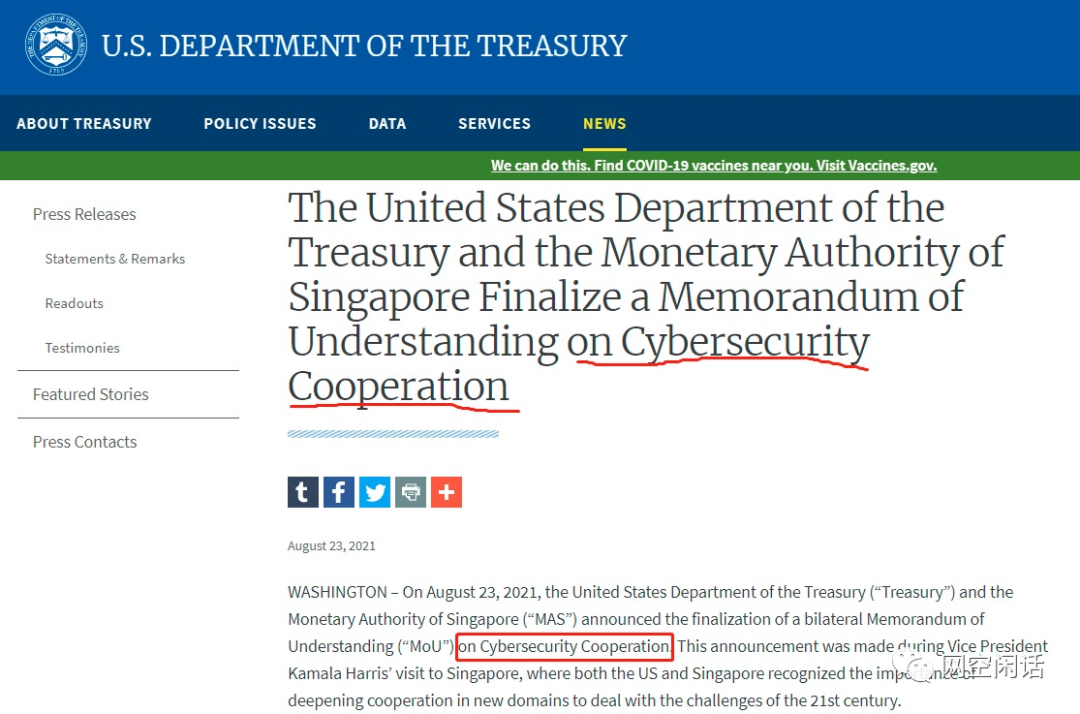 U.S. DEPARTMENT OF THE TREASURY
ABOUT TREASURY POLICY ISSUES DATA SERVICES NEWS
We can do this. Find COVID-19 vaccines near you. Visit Vaccines.gov.
Press Releases
Statements & Remarks
Readouts
Testimonies
Featured Stories
Press Contacts
The United States Department of the
Treasury and the Monetary Authority of
Singapore Finalize a Memorandum of
Understanding on Cybersecurity
Cooperation
August 23, 2021
WASHINGTON – On August 23, 2021, the United States Department of the Treasury (“Treasury”) and the
Monetary Authority of Singapore (“MAS”) announced the finalization of a bilateral Memorandum of
Understanding (“MoU”) on Cybersecurity Cooperation. This announcement was made during Vice President
Kamala Harris’ visit to Singapore, where both the US and Singapore recognized the importance of
deepening cooperation in new domains to deal with the challenges of the 21st century.
网空闲话